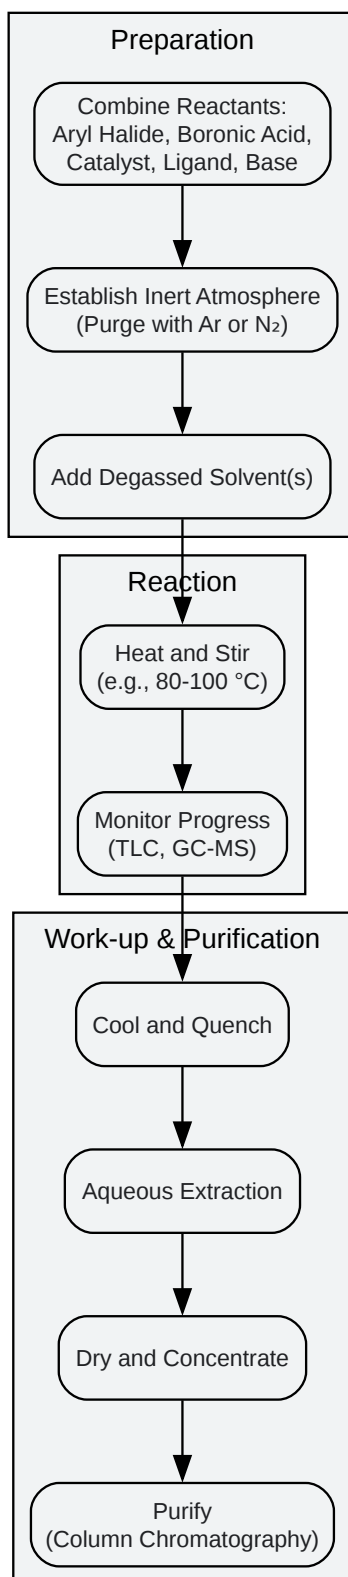 Preparation
Combine Reactants:
Aryl Halide, Boronic Acid,
Catalyst, Ligand, Base
Establish Inert Atmosphere
(Purge with Ar or N₂)
Add Degassed Solvent(s)
Reaction
Heat and Stir
(e.g., 80-100 °C)
Monitor Progress
(TLC, GC-MS)
Work-up & Purification
Cool and Quench
Aqueous Extraction
Dry and Concentrate
Purify
(Column Chromatography)